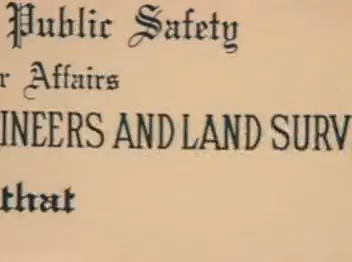 Public Safety
r Affairs
INEERS AND LAND SURV
that